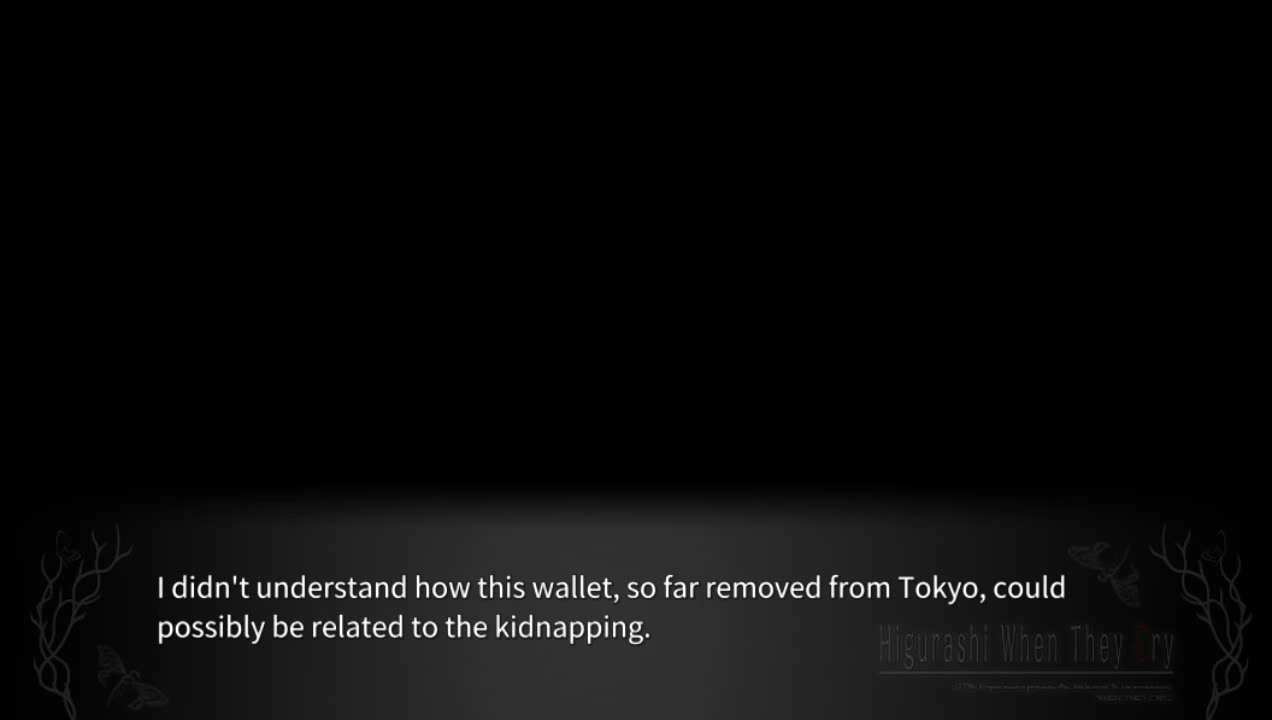 I didn't understand how this wallet, so far removed from Tokyo, could
possibly be related to the kidnapping.
Higurashi When They Cry